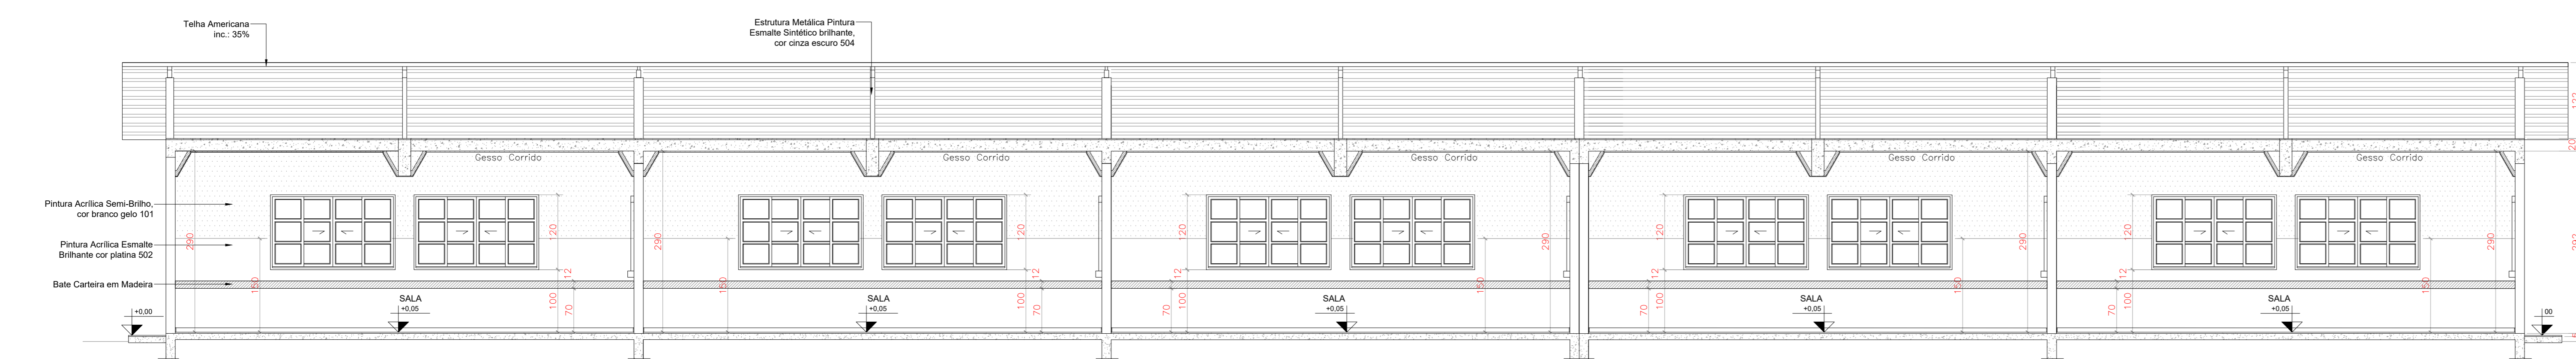 Telha Americana
inc.: 35%
Estrutura Metálica Pintura
Esmalte Sintético brilhante,
cor cinza escuro 504
Gesso Corrido
Gesso Corrido
Gesso Corrido
Gesso Corrido
Gesso Corrido
Pintura Acrílica Semi-Brilho,
cor branco gelo 101
Pintura Acrílica Esmalte
Brilhante cor platina 502
Bate Carteira em Madeira
290
150
120
12
100
70
290
150
120
12
100
70
120
12
100
70
150
290
120
12
100
70
150
290
120
12
100
70
150
290
20
292
+0,00
SALA
+0,05
SALA
+0,05
SALA
+0,05
SALA
+0,05
SALA
+0,05
00